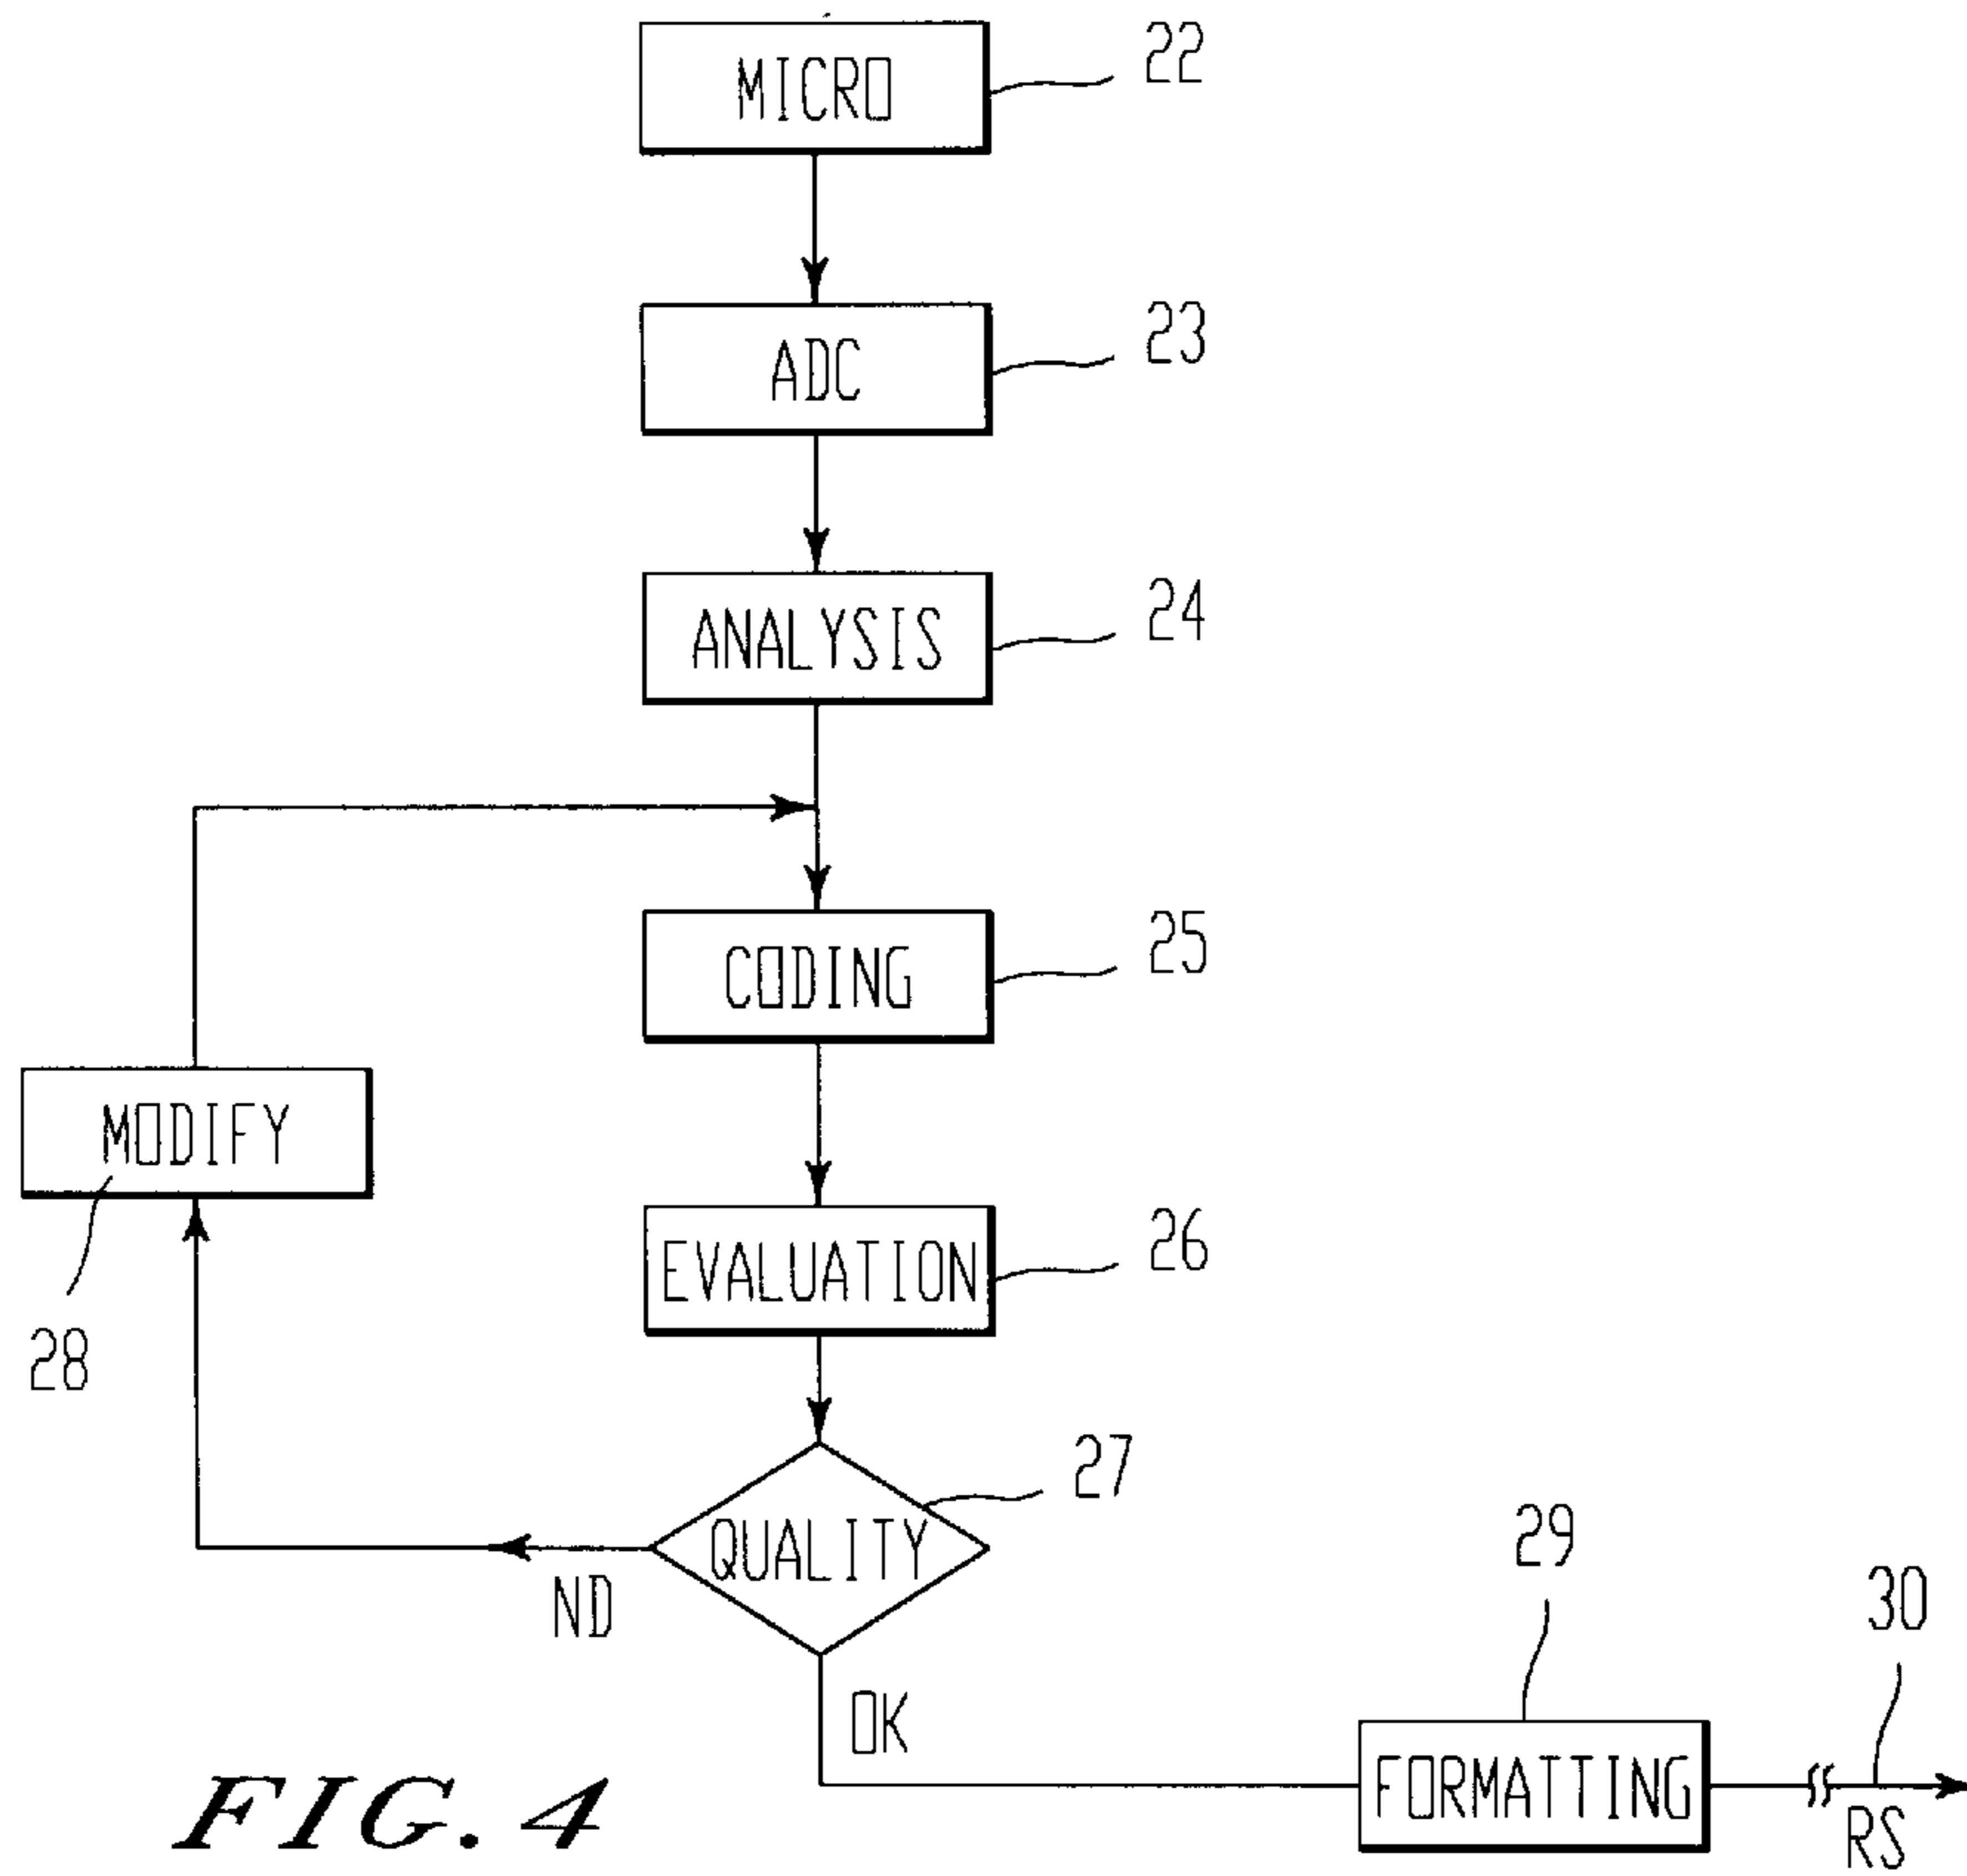 MICRO
22
ADC
23
ANALYSIS
24
CODING
25
MODIFY
28
EVALUATION
26
QUALITY
27
ND
OK
29
FORMATTING
30
RS
FIG. 4